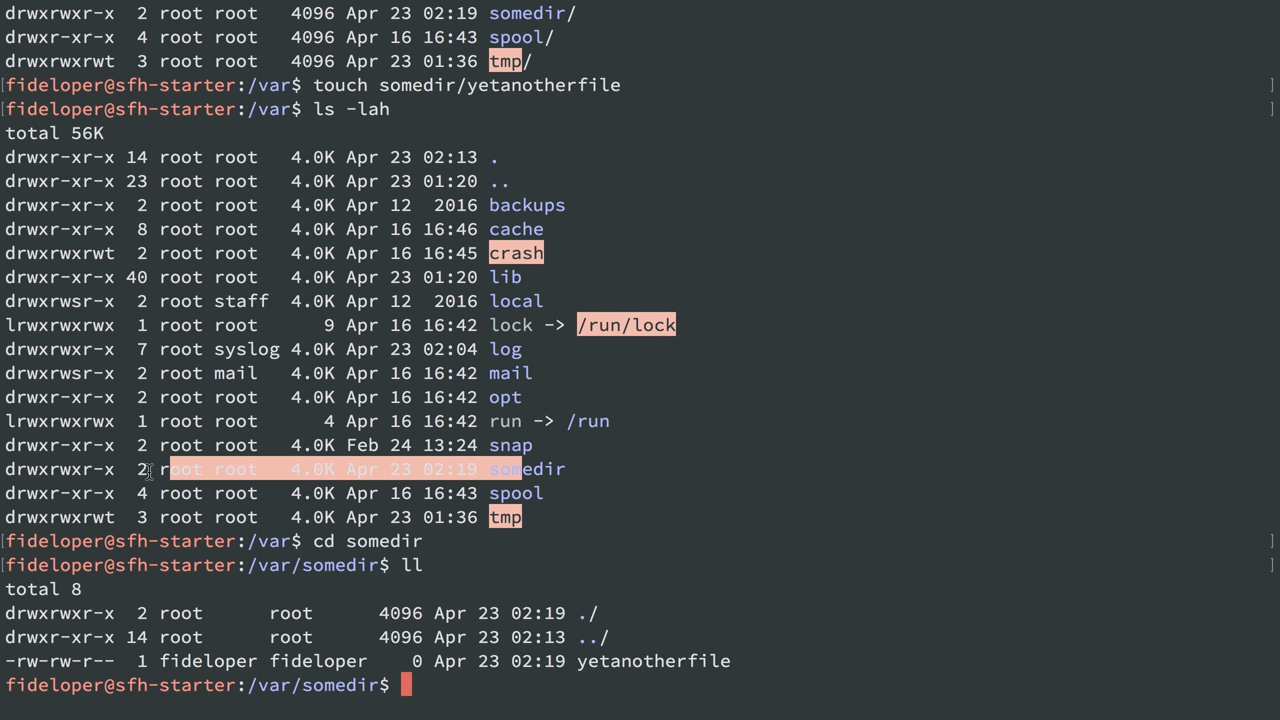 drwxrwxr-x  2 root root   4096 Apr 23 02:19 somedir/
drwxr-xr-x  4 root root   4096 Apr 16 16:43 spool/
drwxrwxrwt  3 root root   4096 Apr 23 01:36 tmp/
[fideloper@sfh-starter:/var$ touch somedir/yetanotherfile ]
[fideloper@sfh-starter:/var$ ls -lah ]
total 56K
drwxr-xr-x 14 root root   4.0K Apr 23 02:13 .
drwxr-xr-x 23 root root   4.0K Apr 23 01:20 ..
drwxr-xr-x  2 root root   4.0K Apr 12  2016 backups
drwxr-xr-x  8 root root   4.0K Apr 16 16:46 cache
drwxrwxrwt  2 root root   4.0K Apr 16 16:45 crash
drwxr-xr-x 40 root root   4.0K Apr 23 01:20 lib
drwxrwsr-x  2 root staff  4.0K Apr 12  2016 local
lrwxrwxrwx  1 root root      9 Apr 16 16:42 lock -> /run/lock
drwxrwxr-x  7 root syslog 4.0K Apr 23 02:04 log
drwxrwsr-x  2 root mail   4.0K Apr 16 16:42 mail
drwxr-xr-x  2 root root   4.0K Apr 16 16:42 opt
lrwxrwxrwx  1 root root      4 Apr 16 16:42 run -> /run
drwxr-xr-x  2 root root   4.0K Feb 24 13:24 snap
drwxrwxr-x  2 root root   4.0K Apr 23 02:19 somedir
drwxr-xr-x  4 root root   4.0K Apr 16 16:43 spool
drwxrwxrwt  3 root root   4.0K Apr 23 01:36 tmp
[fideloper@sfh-starter:/var$ cd somedir ]
[fideloper@sfh-starter:/var/somedir$ ll ]
total 8
drwxrwxr-x  2 root      root      4096 Apr 23 02:19 ./
drwxr-xr-x 14 root      root      4096 Apr 23 02:13 ../
-rw-rw-r--  1 fideloper fideloper    0 Apr 23 02:19 yetanotherfile
fideloper@sfh-starter:/var/somedir$